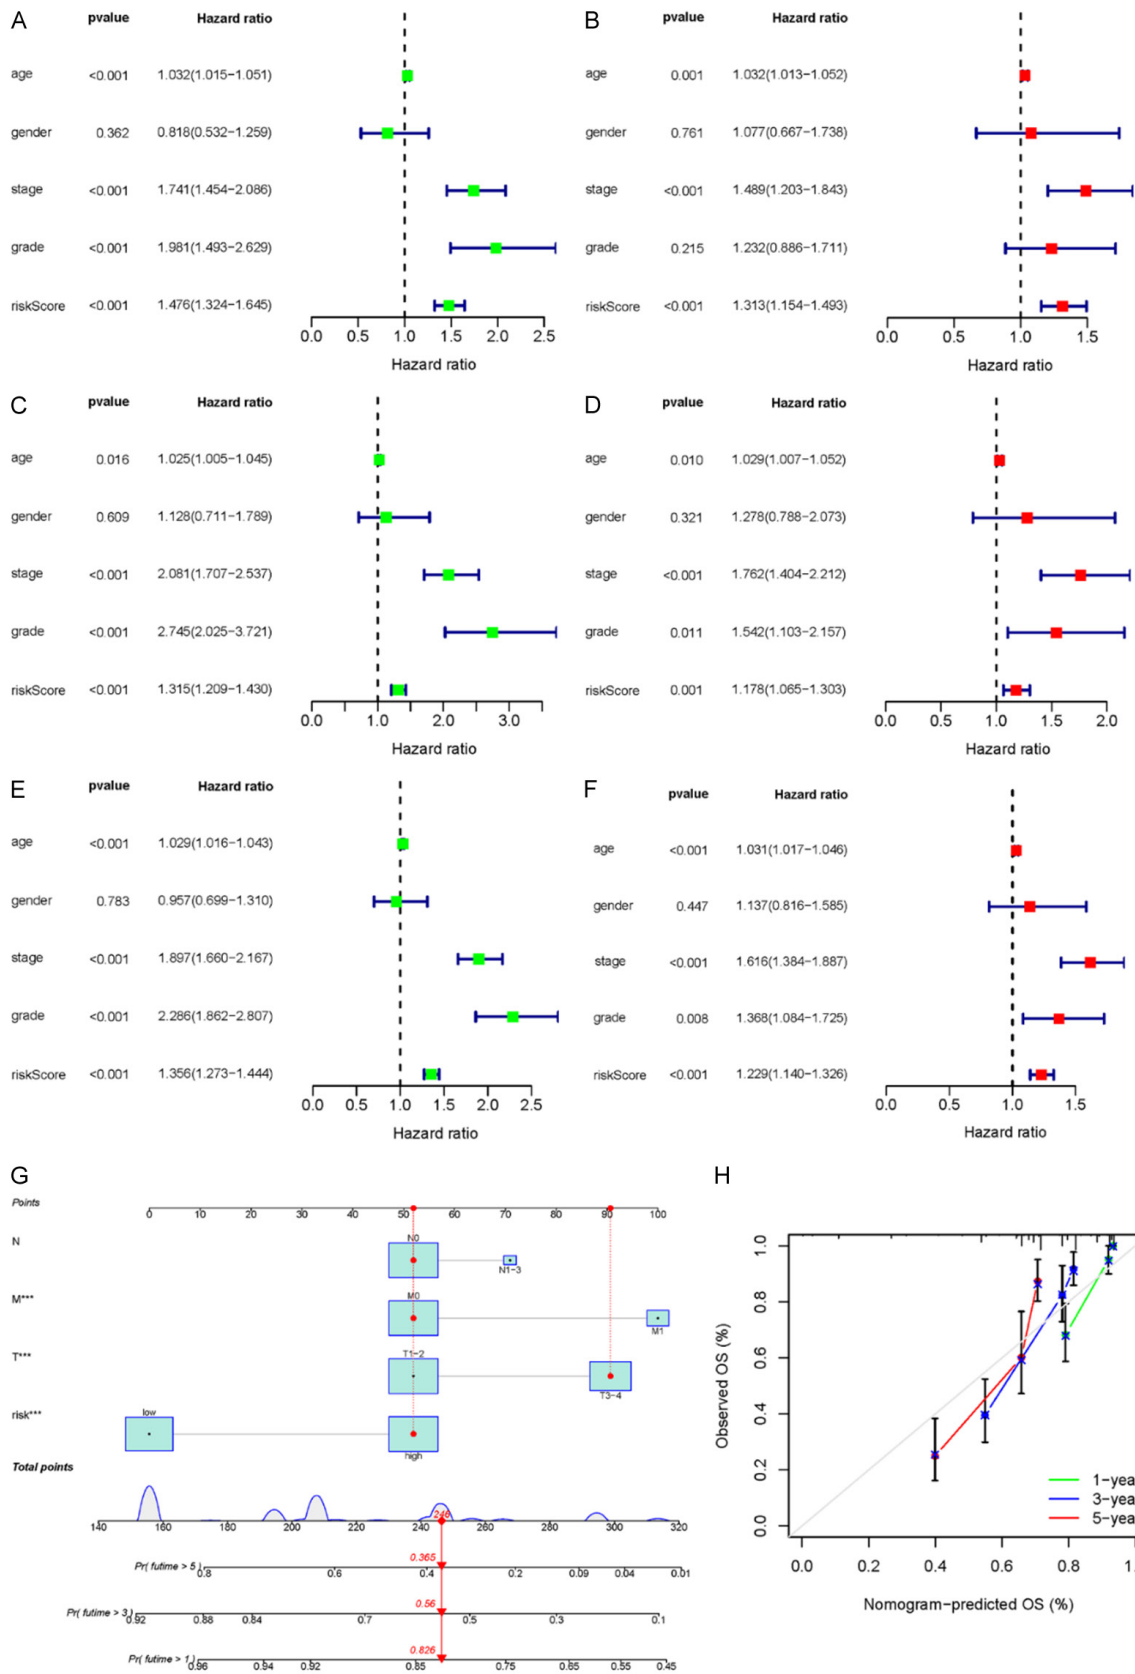 A
pvalue Hazard ratio
age <0.001 1.032(1.015−1.051)
gender 0.362 0.818(0.532−1.259)
stage <0.001 1.741(1.454−2.086)
grade <0.001 1.981(1.493−2.629)
riskScore <0.001 1.476(1.324−1.645)
0.0 0.5 1.0 1.5 2.0 2.5
Hazard ratio
B
pvalue Hazard ratio
age 0.001 1.032(1.013−1.052)
gender 0.761 1.077(0.667−1.738)
stage <0.001 1.489(1.203−1.843)
grade 0.215 1.232(0.886−1.711)
riskScore <0.001 1.313(1.154−1.493)
0.0 0.5 1.0 1.5
Hazard ratio
C
pvalue Hazard ratio
age 0.016 1.025(1.005−1.045)
gender 0.609 1.128(0.711−1.789)
stage <0.001 2.081(1.707−2.537)
grade <0.001 2.745(2.025−3.721)
riskScore <0.001 1.315(1.209−1.430)
0.0 1.0 2.0 3.0
Hazard ratio
D
pvalue Hazard ratio
age 0.010 1.029(1.007−1.052)
gender 0.321 1.278(0.788−2.073)
stage <0.001 1.762(1.404−2.212)
grade 0.011 1.542(1.103−2.157)
riskScore 0.001 1.178(1.065−1.303)
0.0 0.5 1.0 1.5 2.0
Hazard ratio
E
pvalue Hazard ratio
age <0.001 1.029(1.016−1.043)
gender 0.783 0.957(0.699−1.310)
stage <0.001 1.897(1.660−2.167)
grade <0.001 2.286(1.862−2.807)
riskScore <0.001 1.356(1.273−1.444)
0.0 0.5 1.0 1.5 2.0 2.5
Hazard ratio
F
pvalue Hazard ratio
age <0.001 1.031(1.017−1.046)
gender 0.447 1.137(0.816−1.585)
stage <0.001 1.616(1.384−1.887)
grade 0.008 1.368(1.084−1.725)
riskScore <0.001 1.229(1.140−1.326)
0.0 0.5 1.0 1.5
Hazard ratio
G
Points
0 10 20 30 40 50 60 70 80 90 100
N
N0
N1−3
M***
M0
M1
T***
T1−2
T3−4
risk***
low
high
Total points
246
140 160 180 200 220 240 260 280 300 320
0.365
Pr( futime > 5)
0.8 0.6 0.4 0.2 0.09 0.04 0.01
0.56
Pr( futime > 3)
0.92 0.88 0.84 0.7 0.5 0.3 0.1
0.826
Pr( futime > 1)
0.96 0.94 0.92 0.85 0.75 0.65 0.55 0.45
H
Observed OS (%)
1.0
0.8
0.6
0.4
0.2
0.0
1-yea
3-yea
5-yea
0.0 0.2 0.4 0.6 0.8 1.
Nomogram-predicted OS (%)